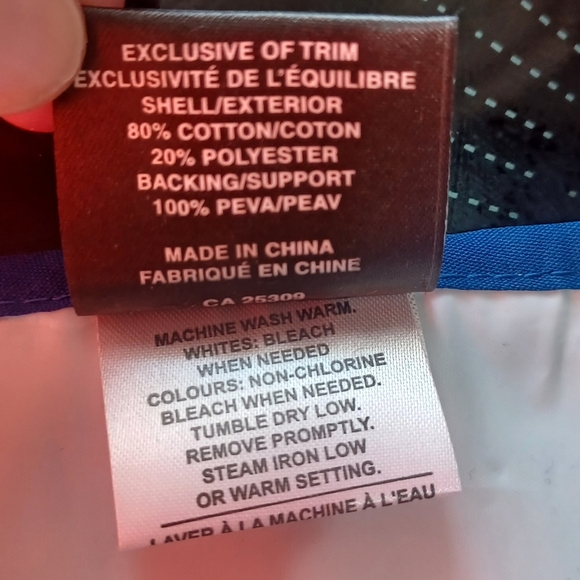 EXCLUSIVE OF TRIM
EXCLUSIVITÉ DE L'ÉQUILIBRE
SHELL/EXTERIOR
80% COTTON/COTON
20% POLYESTER
BACKING/SUPPORT
100% PEVA/PEAV
MADE IN CHINA
FABRIQUÉ EN CHINE
CA 25309
MACHINE WASH WARM.
WHITES: BLEACH
WHEN NEEDED
COLOURS: NON-CHLORINE
BLEACH WHEN NEEDED.
TUMBLE DRY LOW.
REMOVE PROMPTLY.
STEAM IRON LOW
OR WARM SETTING.
LAVER À LA MACHINE À L'EAU